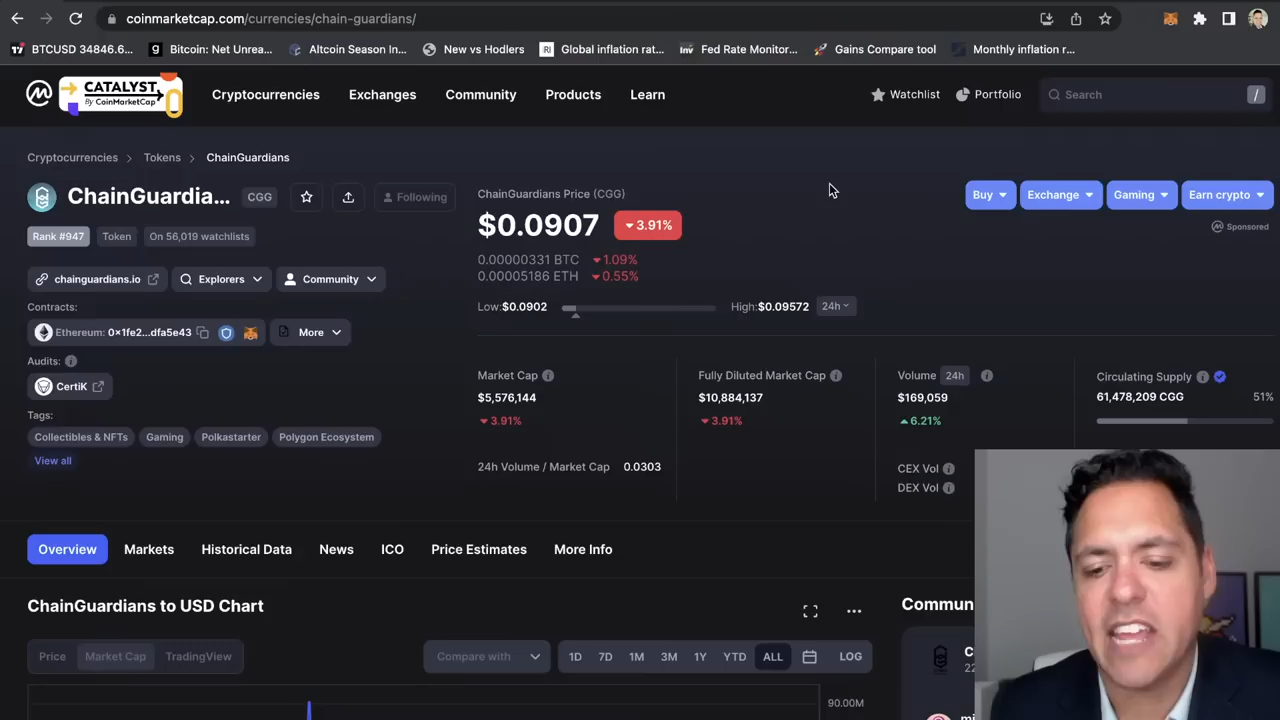 coinmarketcap.com/currencies/chain-guardians/
BTCUSD 34846.6...
Bitcoin: Net Unrea...
Altcoin Season In...
New vs Hodlers
RI
Global inflation rat...
Inv
Fed Rate Monitor...
Gains Compare tool
Monthly inflation r...
CATALYST
By CoinMarketCap
Cryptocurrencies
Exchanges
Community
Products
Learn
Watchlist
Portfolio
Search
/
Cryptocurrencies > Tokens > ChainGuardians
ChainGuardia...
CGG
Following
Rank #947
Token
On 56,019 watchlists
chainguardians.io
Explorers
Community
Contracts:
Ethereum: 0x1fe2...dfa5e43
More
Audits:
CertiK
Tags:
Collectibles & NFTs
Gaming
Polkastarter
Polygon Ecosystem
View all
ChainGuardians Price (CGG)
$0.0907
3.91%
0.00000331 BTC
1.09%
0.00005186 ETH
0.55%
Low:$0.0902
High:$0.09572
24h
Buy
Exchange
Gaming
Earn crypto
Sponsored
Market Cap
$5,576,144
3.91%
24h Volume / Market Cap
0.0303
Fully Diluted Market Cap
$10,884,137
3.91%
Volume 24h
$169,059
6.21%
CEX Vol
DEX Vol
Circulating Supply
61,478,209 CGG
51%
Overview
Markets
Historical Data
News
ICO
Price Estimates
More Info
ChainGuardians to USD Chart
Price
Market Cap
TradingView
Compare with
1D
7D
1M
3M
1Y
YTD
ALL
LOG
90.00M
Commun
C
22
mi